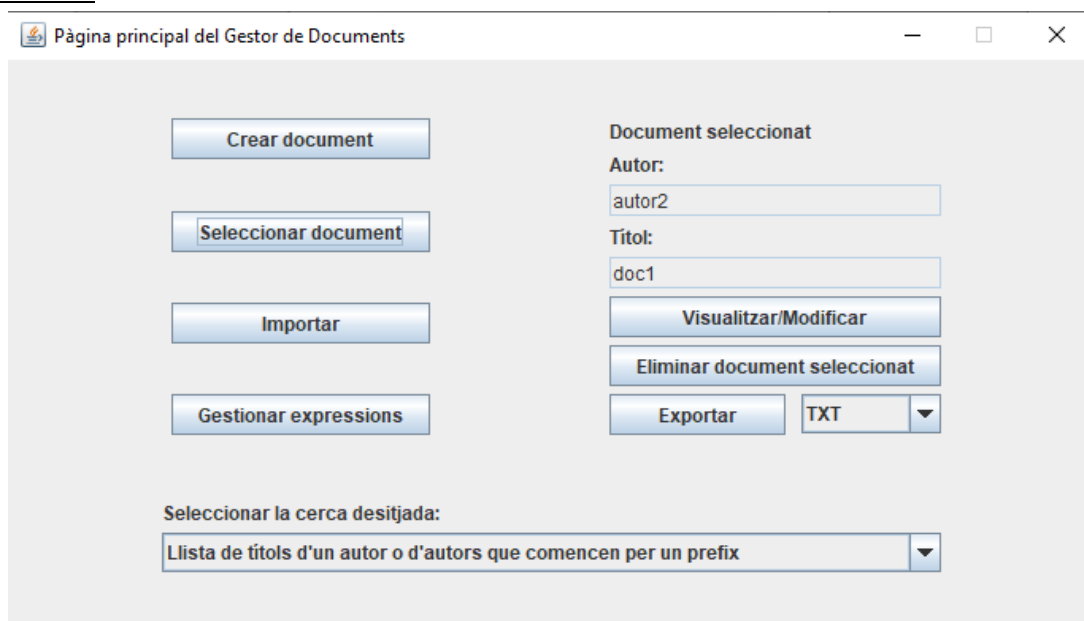 Pàgina principal del Gestor de Documents
Crear document
Seleccionar document
Importar
Gestionar expressions
Document seleccionat
Autor:
autor2
Títol:
doc1
Visualitzar/Modificar
Eliminar document seleccionat
Exportar
TXT
Seleccionar la cerca desitjada:
Llista de títols d'un autor o d'autors que comencen per un prefix